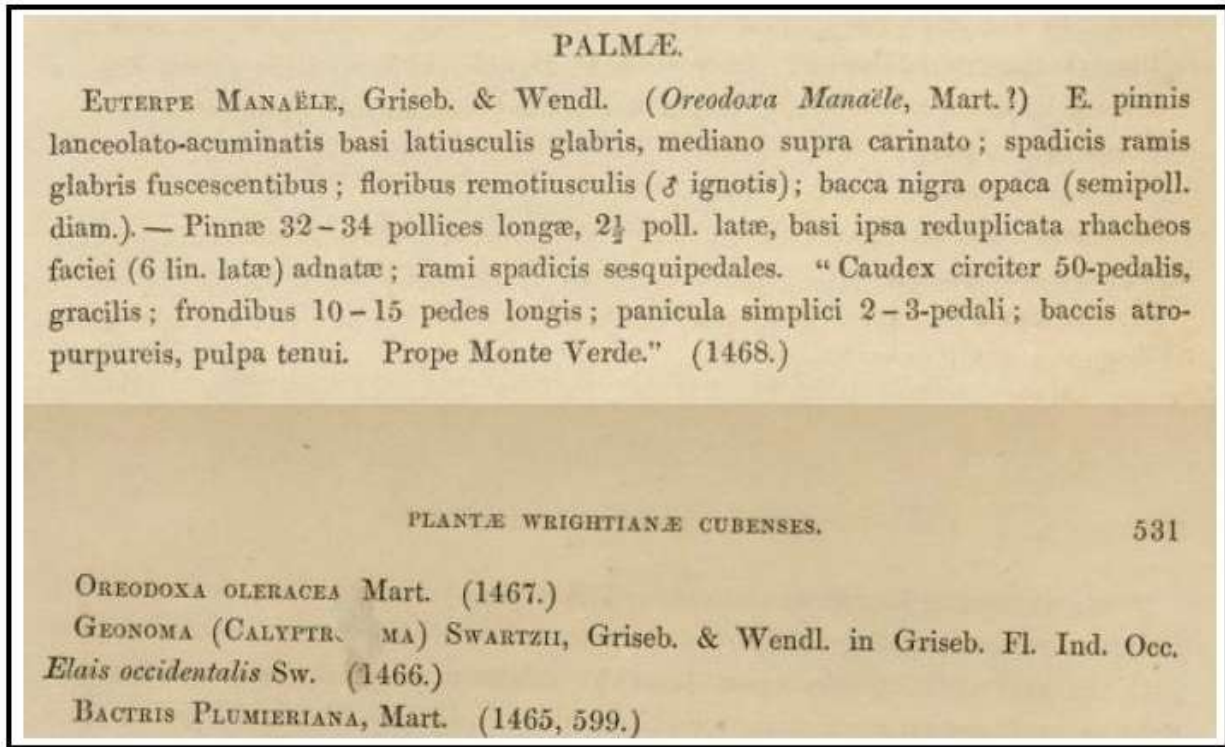 PALMÆ.
EUTERPE MANAËLE, Griseb. & Wendl. (Oreodoxa Manaële, Mart. ?) E. pinnis
lanceolato-acuminatis basi latiusculis glabris, mediano supra carinato; spadicis ramis
glabris fuscescentibus; floribus remotiusculis (♂ ignotis); bacca nigra opaca (semipoll.
diam.). — Pinnæ 32–34 pollices longæ, 2½ poll. latæ, basi ipsa reduplicata rhacheos
faciei (6 lin. latæ) adnatæ; rami spadicis sesquipedales. “Caudex circiter 50-pedalis,
gracilis; frondibus 10–15 pedes longis; panicula simplici 2–3-pedali; baccis atro-
purpureis, pulpa tenui. Prope Monte Verde.” (1468.)
PLANTÆ WRIGHTIANÆ CUBENSES. 531
OREODOXA OLERACEA Mart. (1467.)
GEONOMA (CALYPTR MA) SWARTZII, Griseb. & Wendl. in Griseb. Fl. Ind. Occ.
Elais occidentalis Sw. (1466.)
BACTRIS PLUMIERIANA, Mart. (1465, 599.)